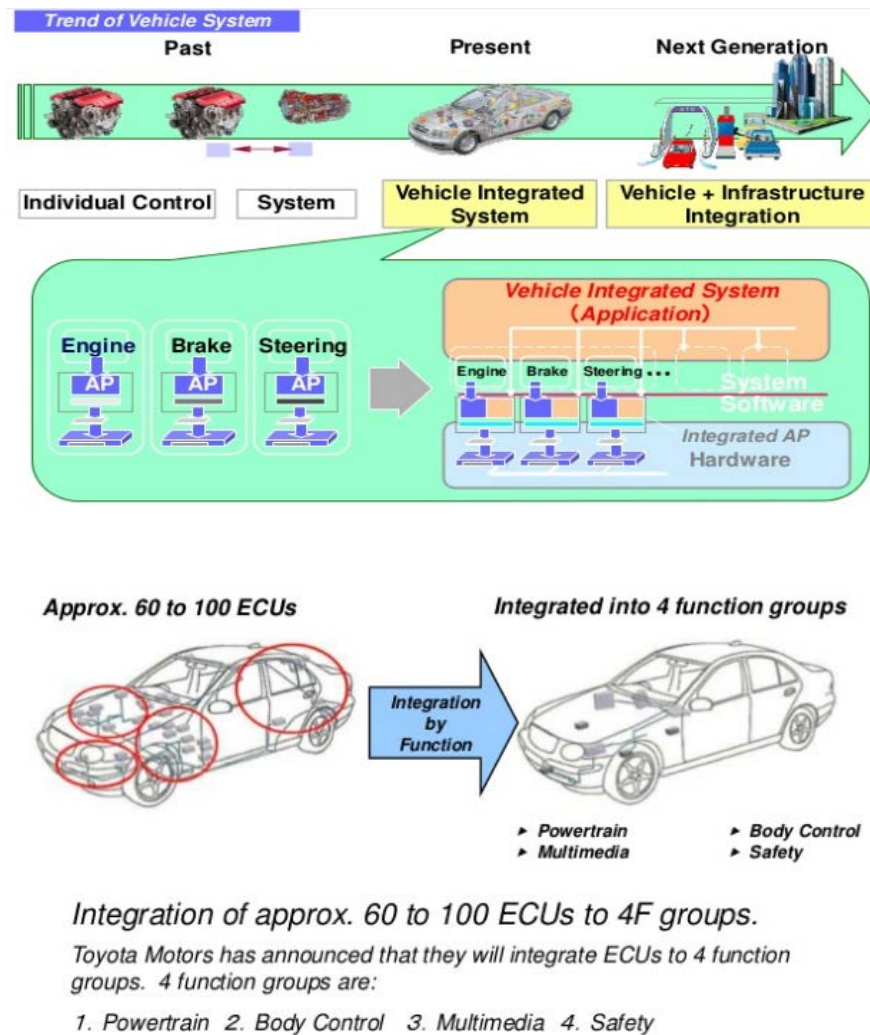 Trend of Vehicle System
Past
Present
Next Generation
ETC
Individual Control
System
Vehicle Integrated
System
Vehicle + Infrastructure
Integration
Vehicle Integrated System
(Application)
Engine
Brake
Steering
AP
AP
AP
Engine
Brake
Steering
•••
System
Software
Integrated AP
Hardware
Approx. 60 to 100 ECUs
Integrated into 4 function groups
Integration
by
Function
➤ Powertrain
➤ Body Control
➤ Multimedia
➤ Safety
Integration of approx. 60 to 100 ECUs to 4F groups.
Toyota Motors has announced that they will integrate ECUs to 4 function
groups. 4 function groups are:
1. Powertrain 2. Body Control 3. Multimedia 4. Safety